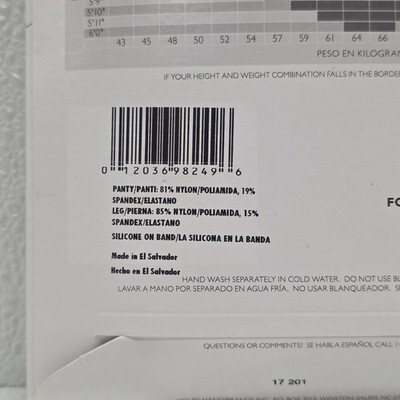 5'9"
5'10"
5'11"
6'0"
43 45 48 50 52 54 57 59 61 64 66
PESO EN KILOGRAM
IF YOUR HEIGHT AND WEIGHT COMBINATION FALLS IN THE BORDER
0 12036 98249 6
PANTY/PANTI: 81% NYLON/POLIAMIDA, 19%
SPANDEX/ELASTANO
LEG/PIERNA: 85% NYLON/POLIAMIDA, 15%
SPANDEX/ELASTANO
SILICONE ON BAND/LA SILICONA EN LA BANDA
FO
Made in El Salvador
Hecho en El Salvador
HAND WASH SEPARATELY IN COLD WATER. DO NOT USE BL
LAVAR A MANO POR SEPARADO EN AGUA FRÍA. NO USAR BLANQUEADOR. S
QUESTIONS OR COMMENTS? SE HABLA ESPAÑOL CALL 1
17 201